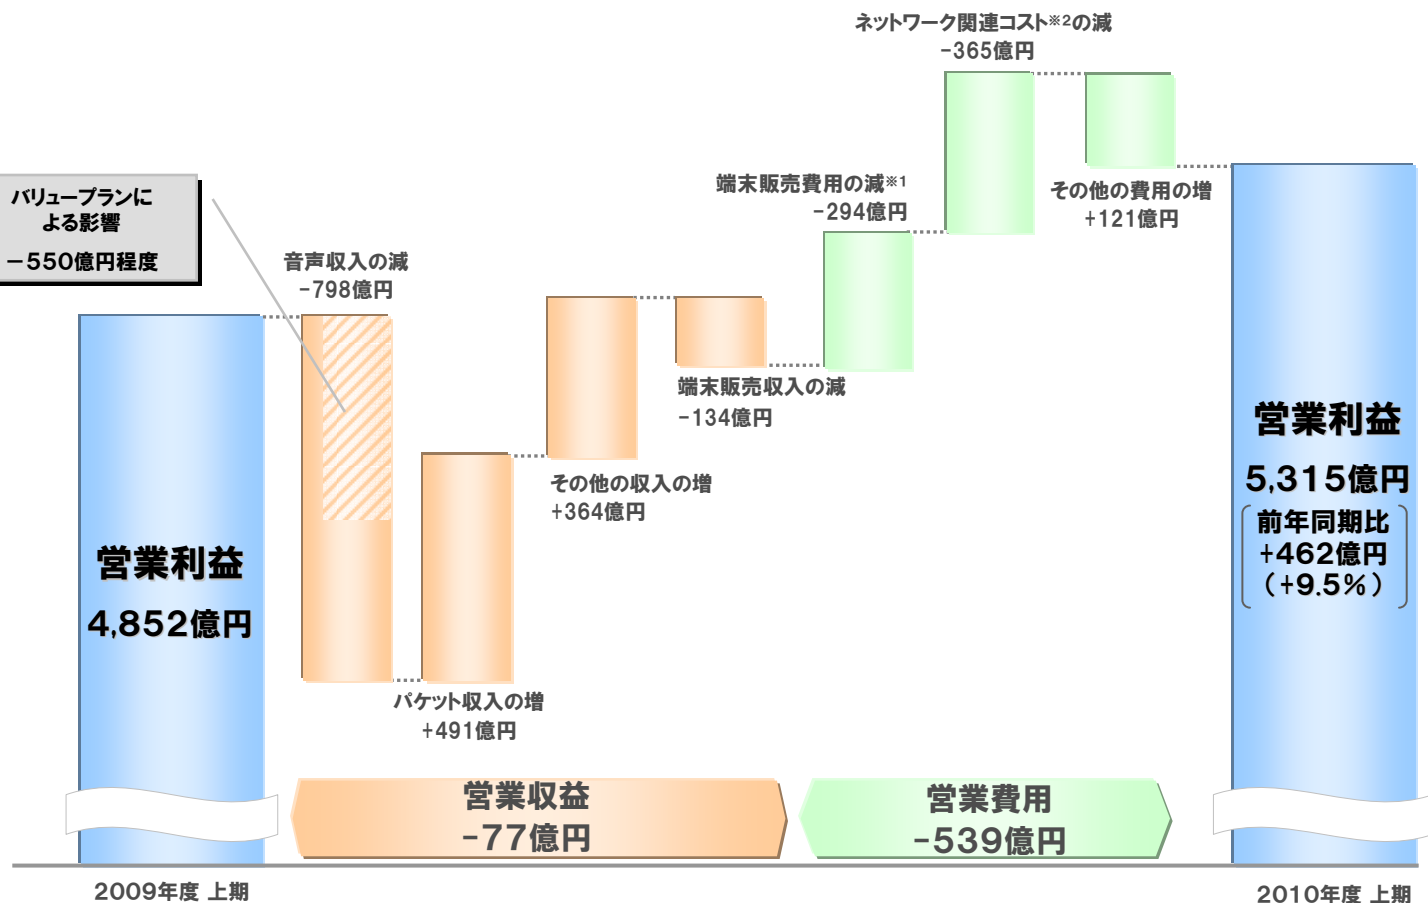 ネットワーク関連コスト※2の減
-365億円
端末販売費用の減※1
-294億円
その他の費用の増
+121億円
バリュープランに
よる影響
－550億円程度
音声収入の減
-798億円
端末販売収入の減
-134億円
その他の収入の増
+364億円
パケット収入の増
+491億円
営業利益
4,852億円
営業利益
5,315億円
前年同期比
+462億円
（+9.5％）
営業収益
-77億円
営業費用
-539億円
2009年度 上期
2010年度 上期